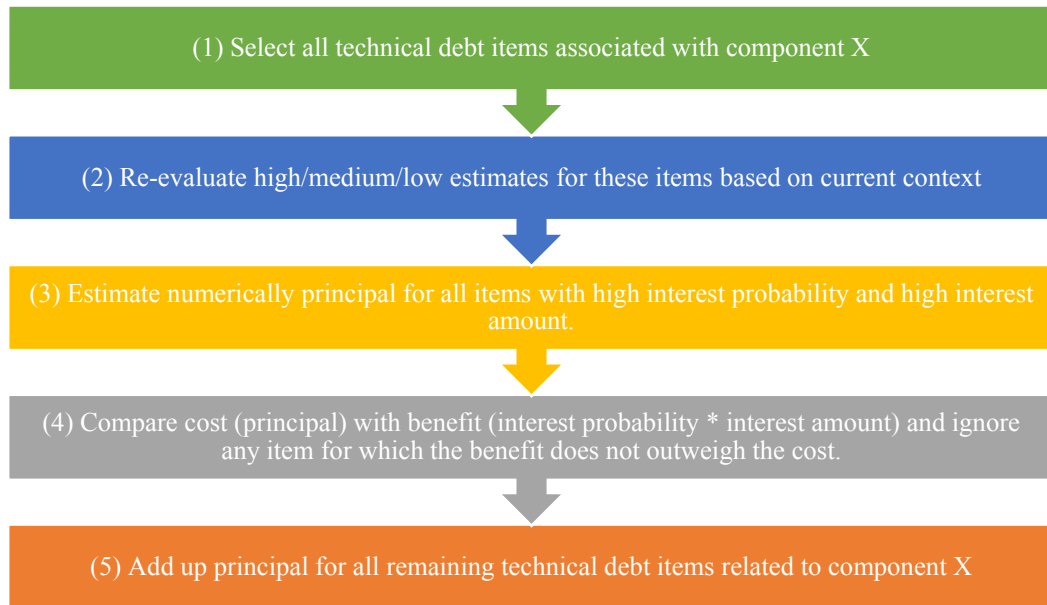 (1) Select all technical debt items associated with component X
(2) Re-evaluate high/medium/low estimates for these items based on current context
(3) Estimate numerically principal for all items with high interest probability and high interest
amount.
(4) Compare cost (principal) with benefit (interest probability * interest amount) and ignore
any item for which the benefit does not outweigh the cost.
(5) Add up principal for all remaining technical debt items related to component X